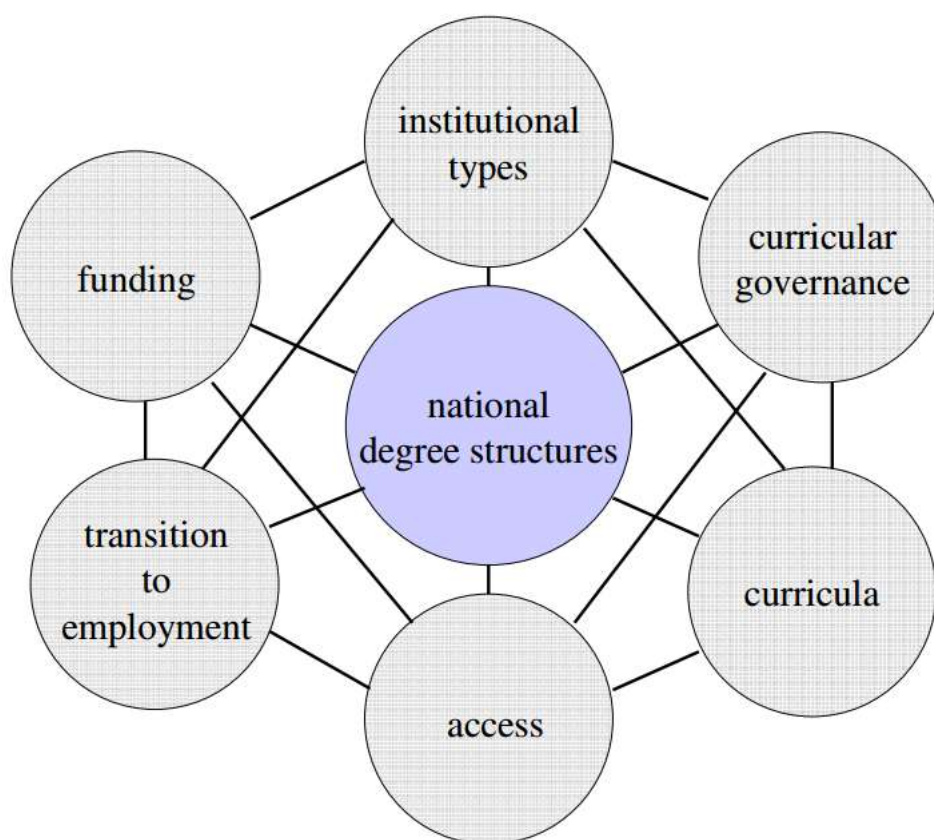 institutional
types
curricular
governance
funding
national
degree structures
transition
to
employment
curricula
access